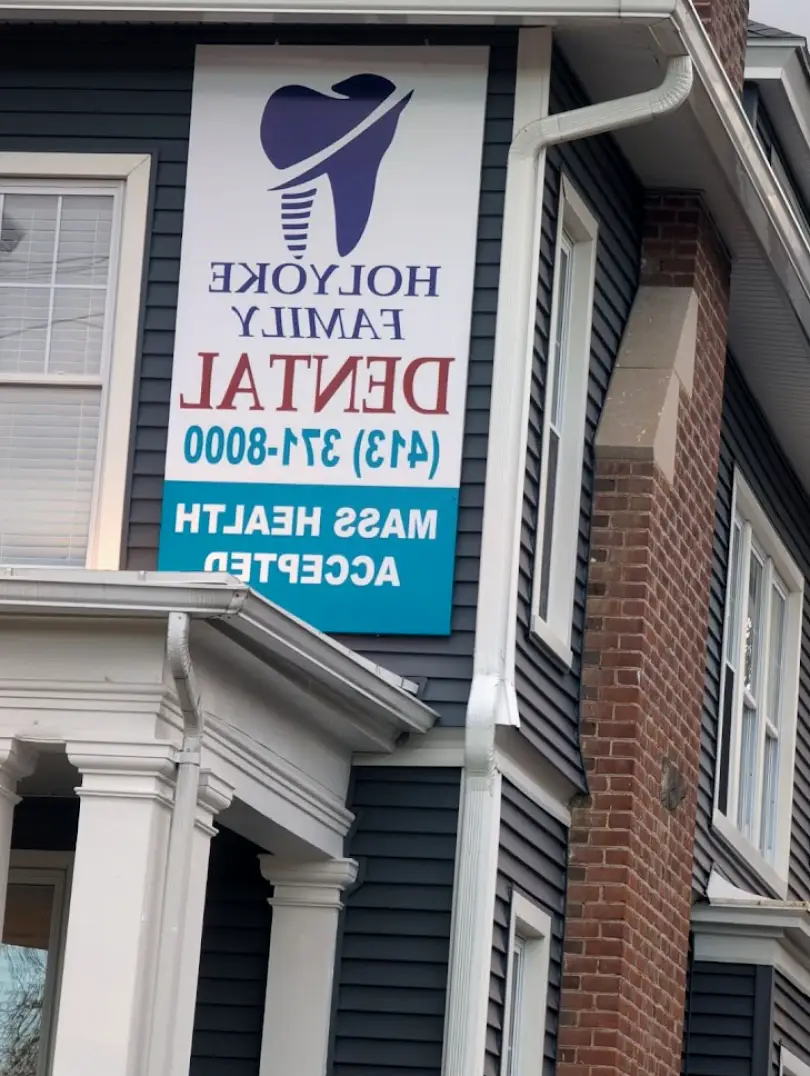 HOLYOKE
FAMILY
DENTAL
(413) 371-8000
MASS HEALTH
ACCEPTED